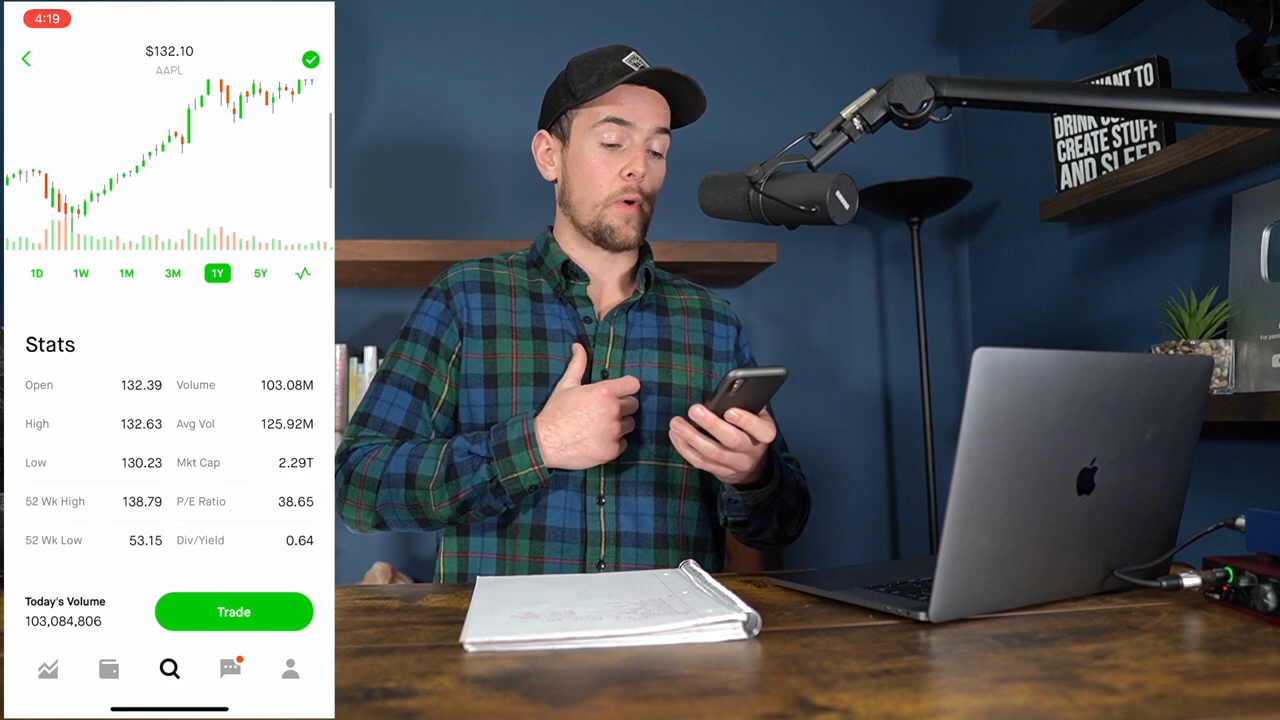 4:19
$132.10
AAPL
1D 1W 1M 3M 1Y 5Y
Stats
Open 132.39 Volume 103.08M
High 132.63 Avg Vol 125.92M
Low 130.23 Mkt Cap 2.29T
52 Wk High 138.79 P/E Ratio 38.65
52 Wk Low 53.15 Div/Yield 0.64
Today's Volume
103,084,806
Trade
WANT TO
DRINK
CREATE STUFF
AND SLEEP